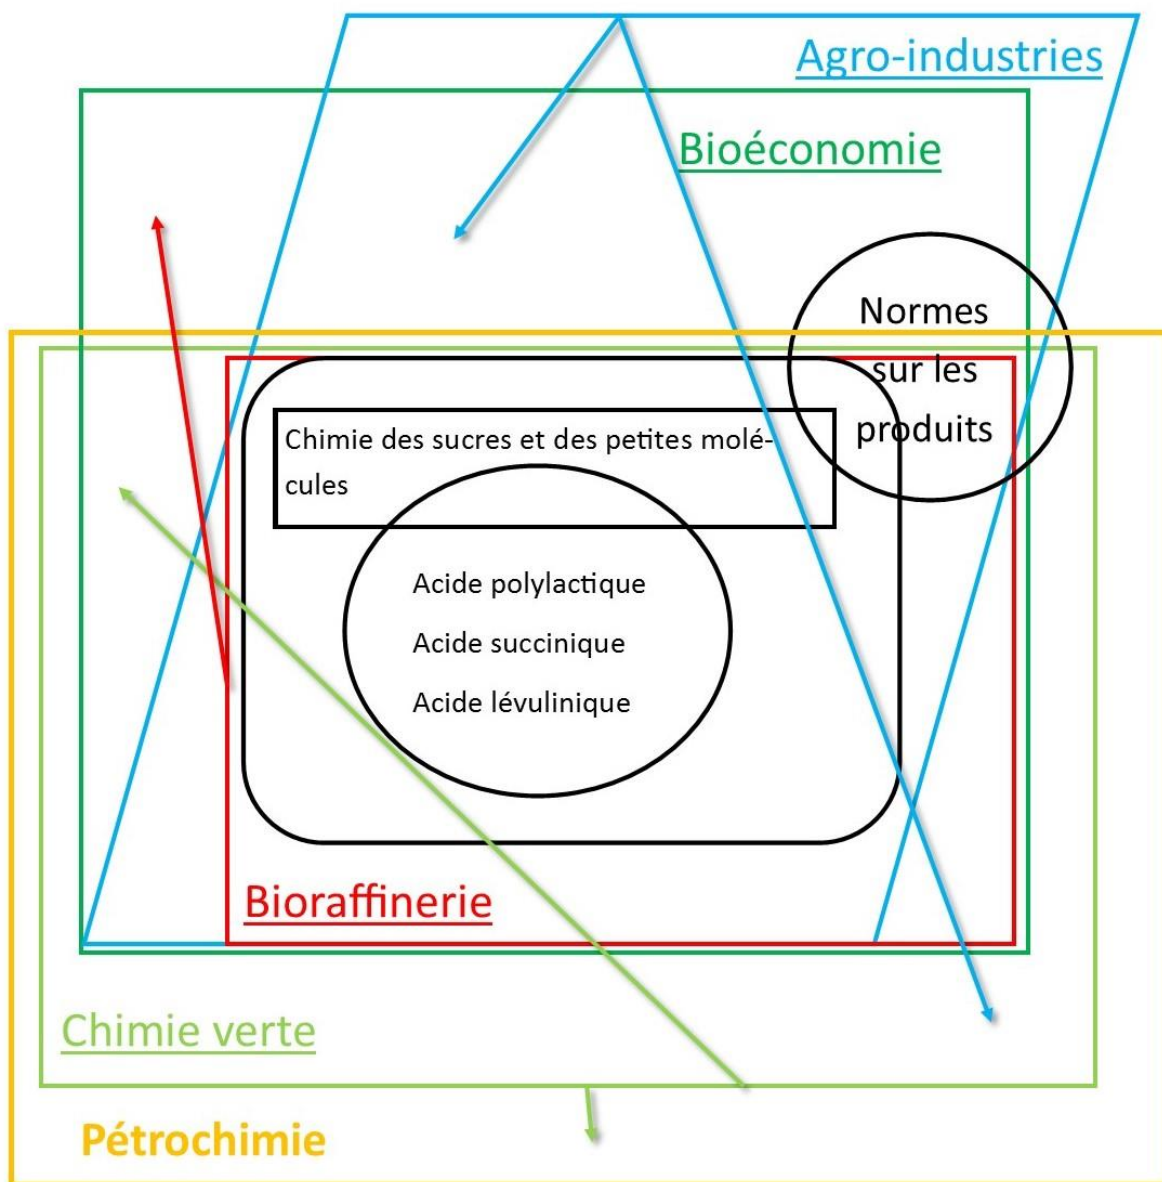 Agro-industries
Bioéconomie
Normes
sur les
produits
Chimie des sucres et des petites molé-
cules
Acide polylactique
Acide succinique
Acide lévulinique
Bioraffinerie
Chimie verte
Pétrochimie